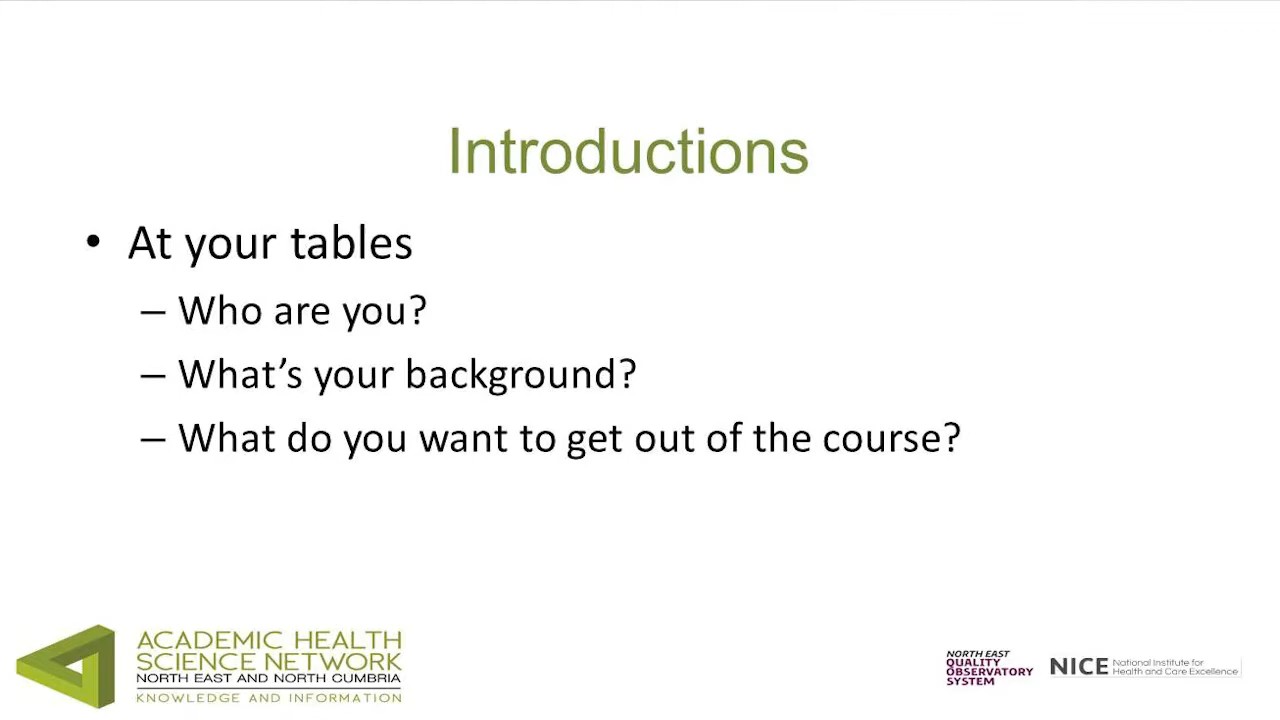 Introductions
• At your tables
– Who are you?
– What’s your background?
– What do you want to get out of the course?
ACADEMIC HEALTH
SCIENCE NETWORK
NORTH EAST AND NORTH CUMBRIA
KNOWLEDGE AND INFORMATION
NORTH EAST
QUALITY
OBSERVATORY
SYSTEM
NICE National Institute for
Health and Care Excellence